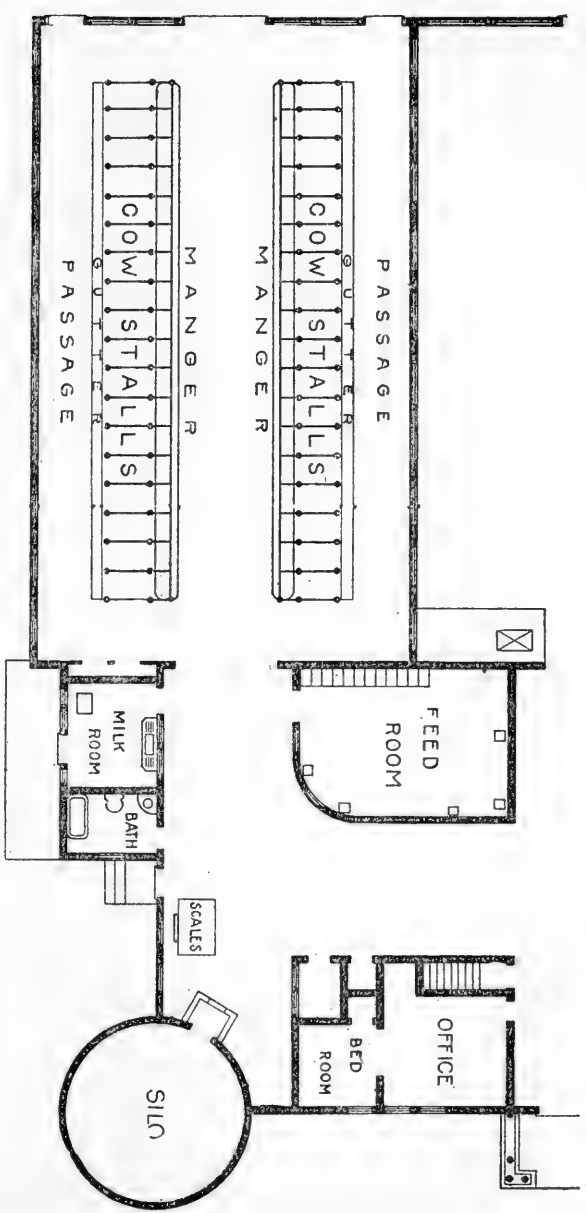 PASSAGE
GUTTER
COW STALLS
MANGER
MANGER
COW STALLS
GUTTER
PASSAGE
FEED
ROOM
MILK
ROOM
BATH
SCALES
OFFICE
BED
ROOM
SILO